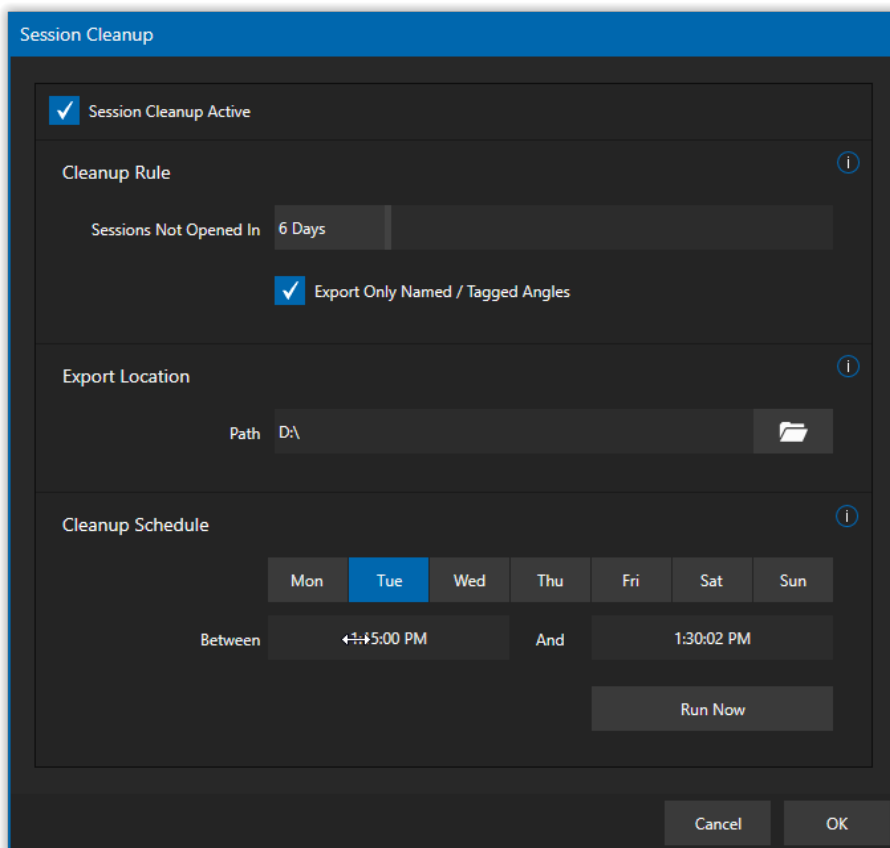 Session Cleanup
Session Cleanup Active
Cleanup Rule
Sessions Not Opened In 6 Days
Export Only Named / Tagged Angles
Export Location
Path D:\
Cleanup Schedule
Mon Tue Wed Thu Fri Sat Sun
Between 5:00 PM And 1:30:02 PM
Run Now
Cancel OK